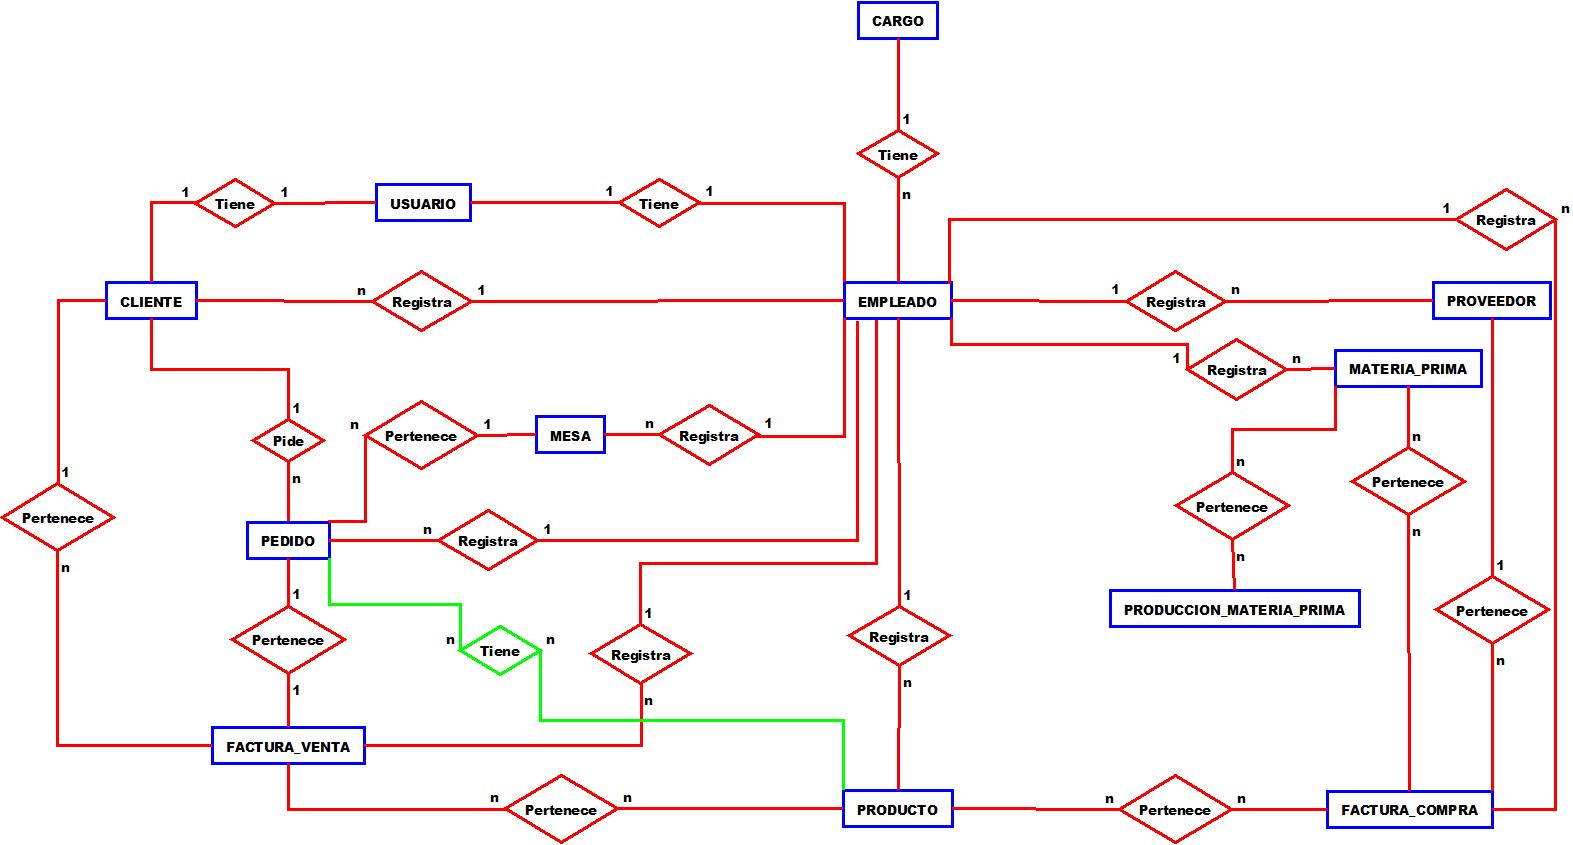 CARGO
1
Tiene
n
1 Tiene 1 USUARIO 1 Tiene 1
1 Registra n
CLIENTE n Registra 1 EMPLEADO 1 Registra n PROVEEDOR
1 Registra n MATERIA_PRIMA
1
Pide
n
n Pertenece 1 MESA n Registra 1
n
Pertenece
n
n
Pertenece
n
1
Pertenece
n
PEDIDO n Registra 1
PRODUCCION_MATERIA_PRIMA
1
Pertenece
n
1
Pertenece
1
n Tiene n
1
Registra
n
1
Registra
n
FACTURA_VENTA
n Pertenece n PRODUCTO n Pertenece n FACTURA_COMPRA